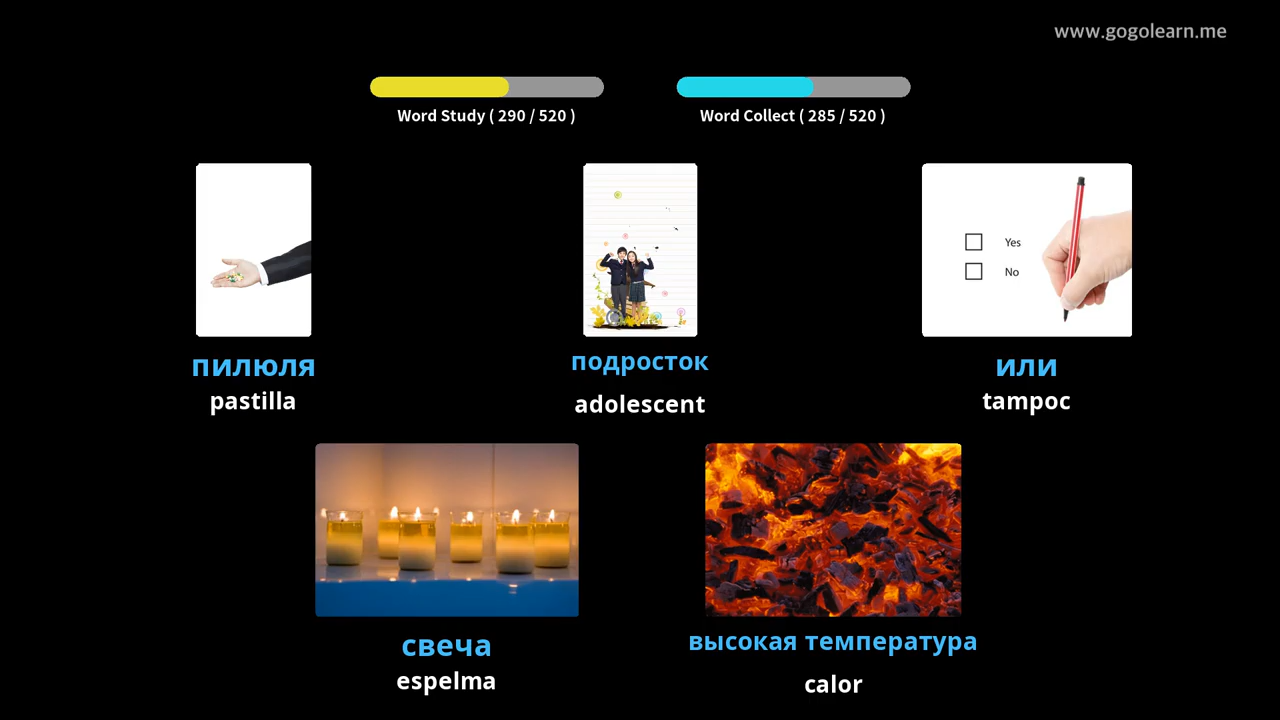 www.gogolearn.me
Word Study ( 290 / 520 )
Word Collect ( 285 / 520 )
Yes
No
пилюля
pastilla
подросток
adolescent
или
tampoc
свеча
espelma
высокая температура
calor